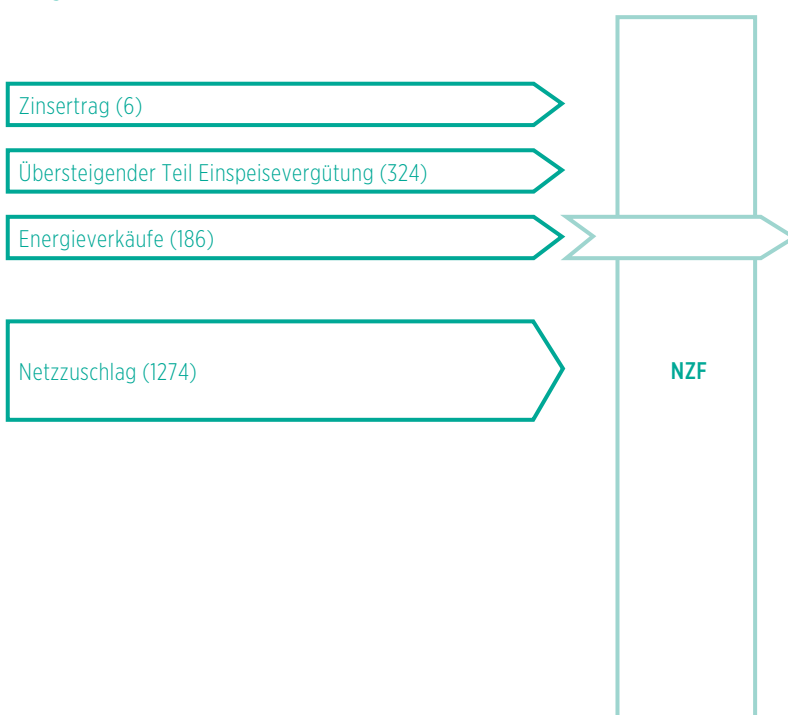 Zinsertrag (6)
Übersteigender Teil Einspeisevergütung (324)
Energieverkäufe (186)
Netzzuschlag (1274)
NZF